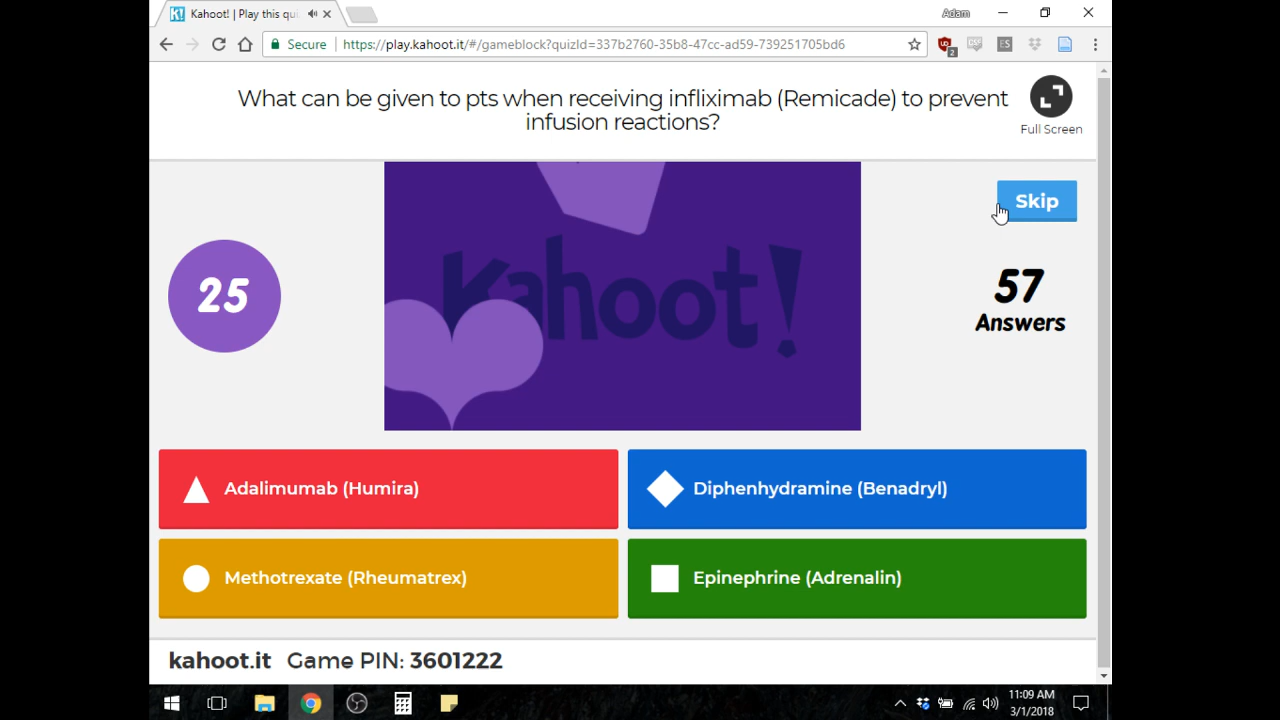 Kahoot! | Play this qui
Adam
Secure
https://play.kahoot.it/#/gameblock?quizId=337b2760-35b8-47cc-ad59-739251705bd6
2
ES
What can be given to pts when receiving infliximab (Remicade) to prevent
infusion reactions?
Full Screen
Skip
25
Kahoot!
57
Answers
Adalimumab (Humira)
Diphenhydramine (Benadryl)
Methotrexate (Rheumatrex)
Epinephrine (Adrenalin)
kahoot.it Game PIN: 3601222
11:09 AM
3/1/2018